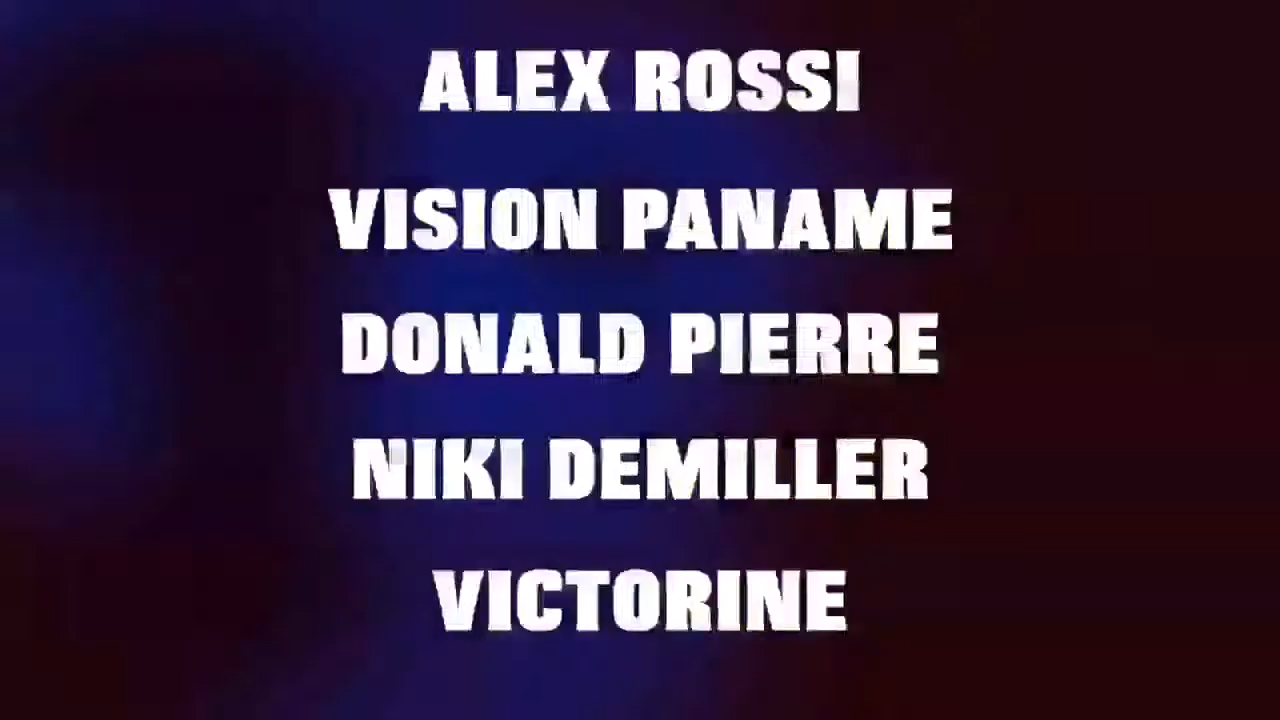 ALEX ROSSI
VISION PANAME
DONALD PIERRE
NIKI DEMILLER
VICTORINE